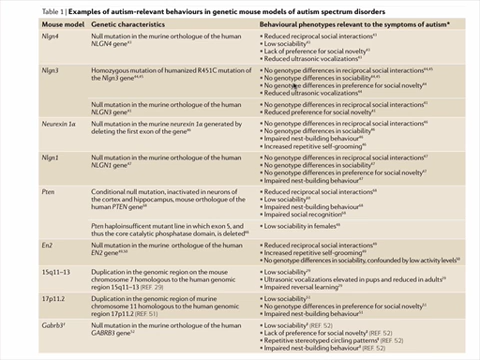 Table 1 | Examples of autism-relevant behaviours in genetic mouse models of autism spectrum disorders
Mouse model Genetic characteristics Behavioural phenotypes relevant to the symptoms of autism*
Nlgn4 Null mutation in the murine orthologue of the human • Reduced reciprocal social interactions
NLGN4 gene • Low sociability
• Lack of preference for social novelty
• Reduced ultrasonic vocalizations
Nlgn3 Homozygous mutation of humanized R451C mutation of • No genotype differences in reciprocal social interactions
the Nlgn3 gene • No genotype differences in sociability
• No genotype differences in preference for social novelty
• Reduced ultrasonic vocalizations
Null mutation in the murine orthologue of the human • No genotype differences in reciprocal social interactions
NLGN3 gene • Reduced preference for social novelty
Neurexin 1α Null mutation in the murine neurexin 1α generated by • No genotype differences in reciprocal social interactions
deleting the first exon of the gene • No genotype differences in sociability
• Impaired nest-building behaviour
• Increased repetitive self-grooming
Nlgn1 Null mutation in the murine orthologue of the human • No genotype differences in reciprocal social interactions
NLGN1 gene • No genotype differences in sociability
• No genotype differences in preference for social novelty
• Impaired nest-building behaviour
Pten Conditional null mutation, inactivated in neurons of • Reduced reciprocal social interactions
the cortex and hippocampus, mouse orthologue of the • Low sociability
human PTEN gene • Impaired nest-building behaviour
• Impaired social recognition
Pten haploinsufficient mutant line in which exon 5, and • Low sociability in females
thus the core catalytic phosphatase domain, is deleted
En2 Null mutation in the murine orthologue of the human • Reduced reciprocal social interactions
EN2 gene • Increased repetitive self-grooming
• No genotype differences in sociability, confounded by low activity levels
15q11–13 Duplication in the genomic region on the mouse • Low sociability
chromosome 7 homologous to the human genomic • Ultrasonic vocalizations elevated in pups and reduced in adults
region 15q11–13 (REF. 29) • Impaired reversal learning
17p11.2 Duplication of the genomic region of murine • Low sociability
chromosome 11 homologous to the human genomic • No genotype differences in preference for social novelty
region 17p11.2 (REF. 51) • Impaired nest-building behaviour
Gabrb3 Null mutation in the murine orthologue of the human • Low sociability (REF. 52)
GABRB3 gene • Lack of preference for social novelty (REF. 52)
• Repetitive stereotyped circling patterns (REF. 52)
• Impaired nest-building behaviour (REF. 52)